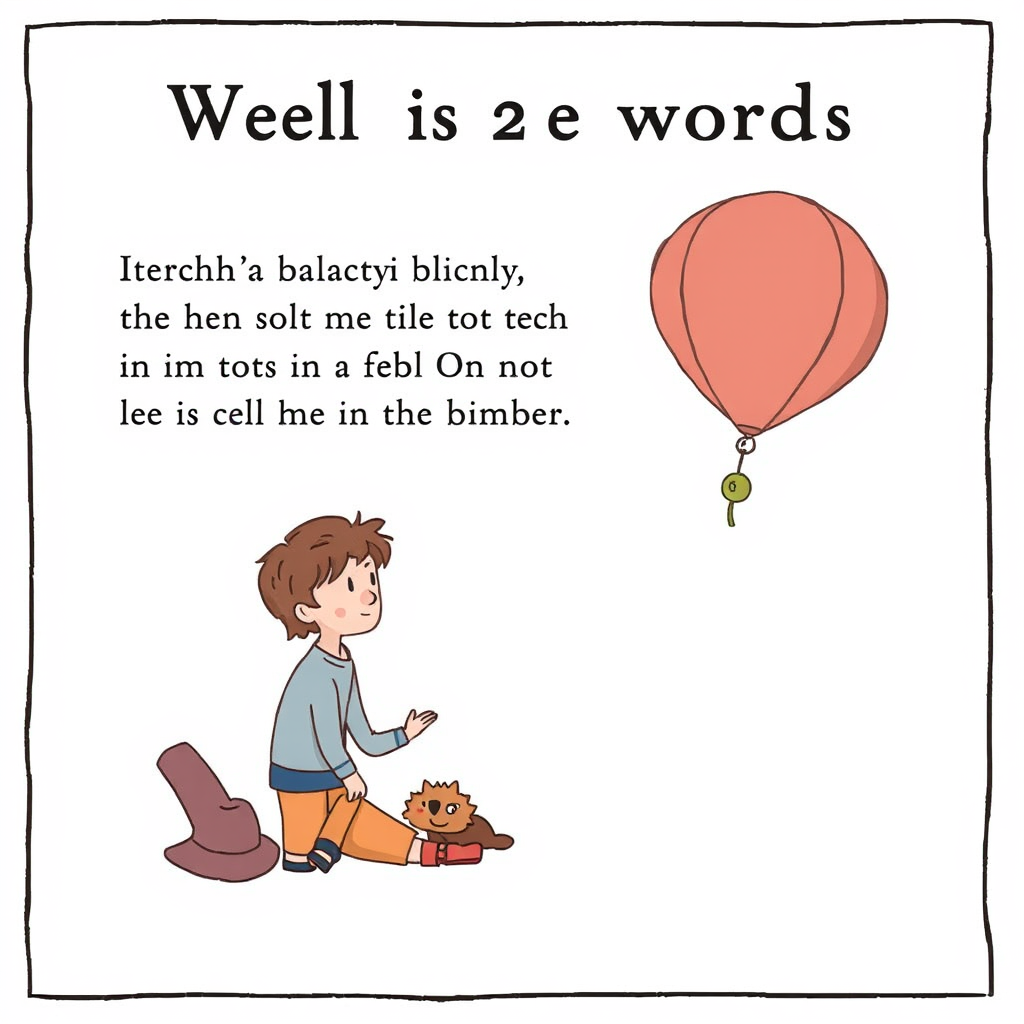 Weell is 2 e words
Iterchh'a balactyi blicnly,
the hen solt me tile tot tech
in im tots in a febl On not
lee is cell me in the bimber.